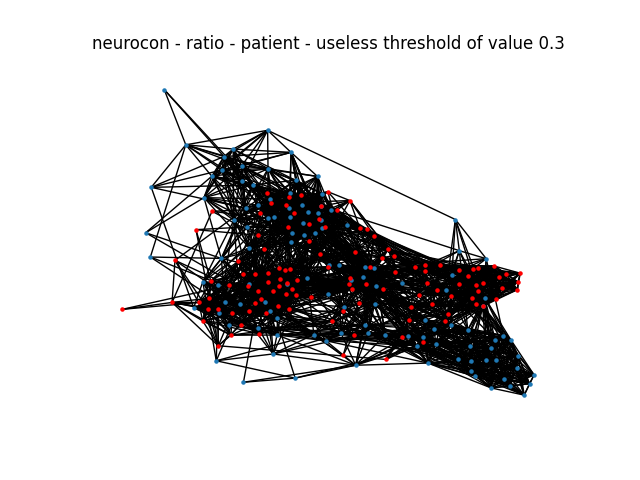 neurocon - ratio - patient - useless threshold of value 0.3